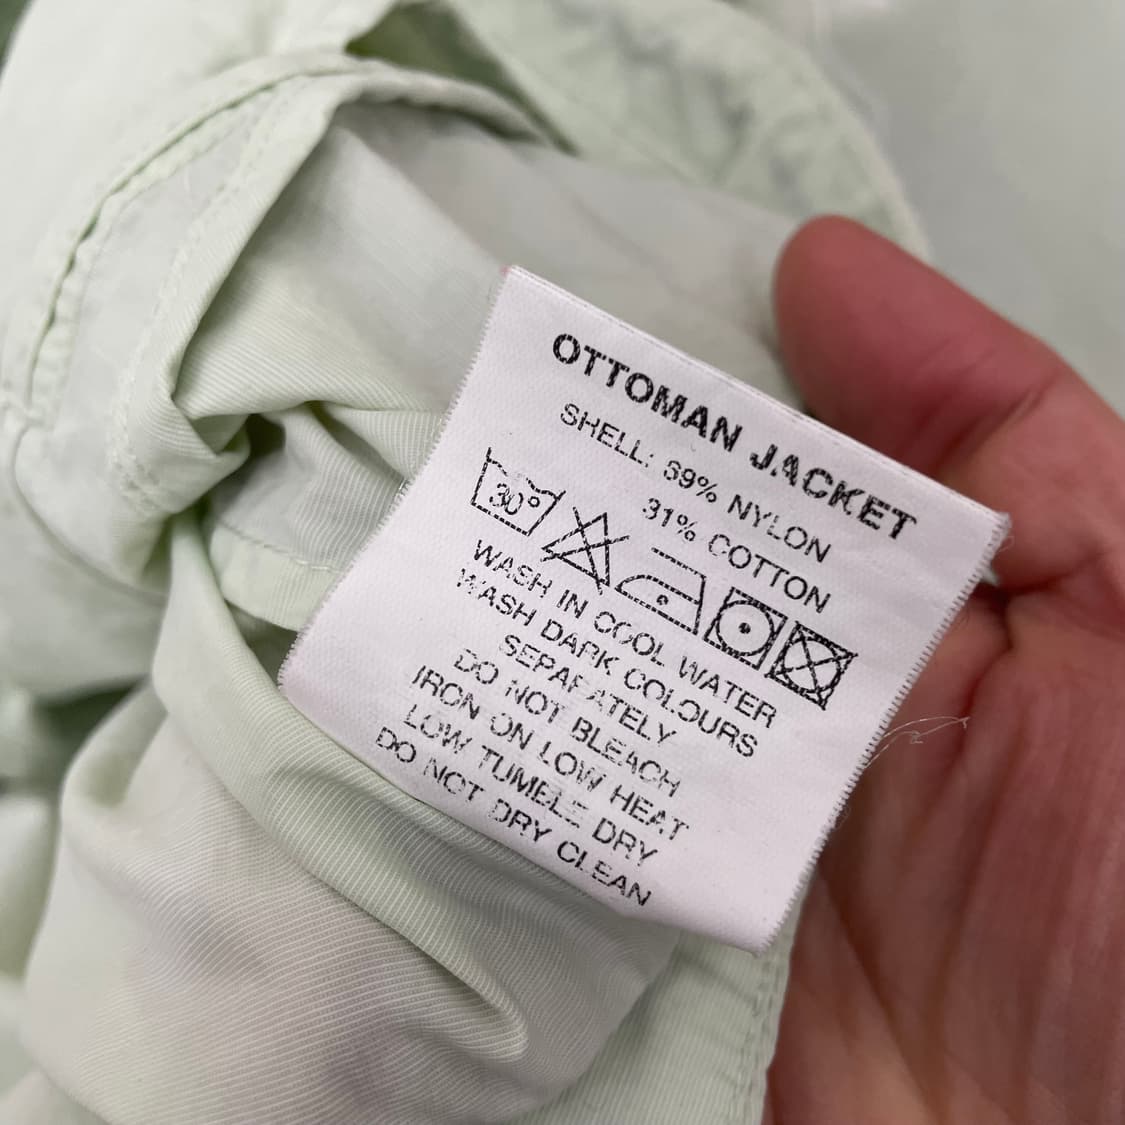 OTTOMAN JACKET
SHELL: 69% NYLON
31% COTTON
30°
WASH IN COOL WATER
WASH DARK COLOURS
SEPARATELY
DO NOT BLEACH
IRON ON LOW HEAT
LOW TUMBLE DRY
DO NOT DRY CLEAN